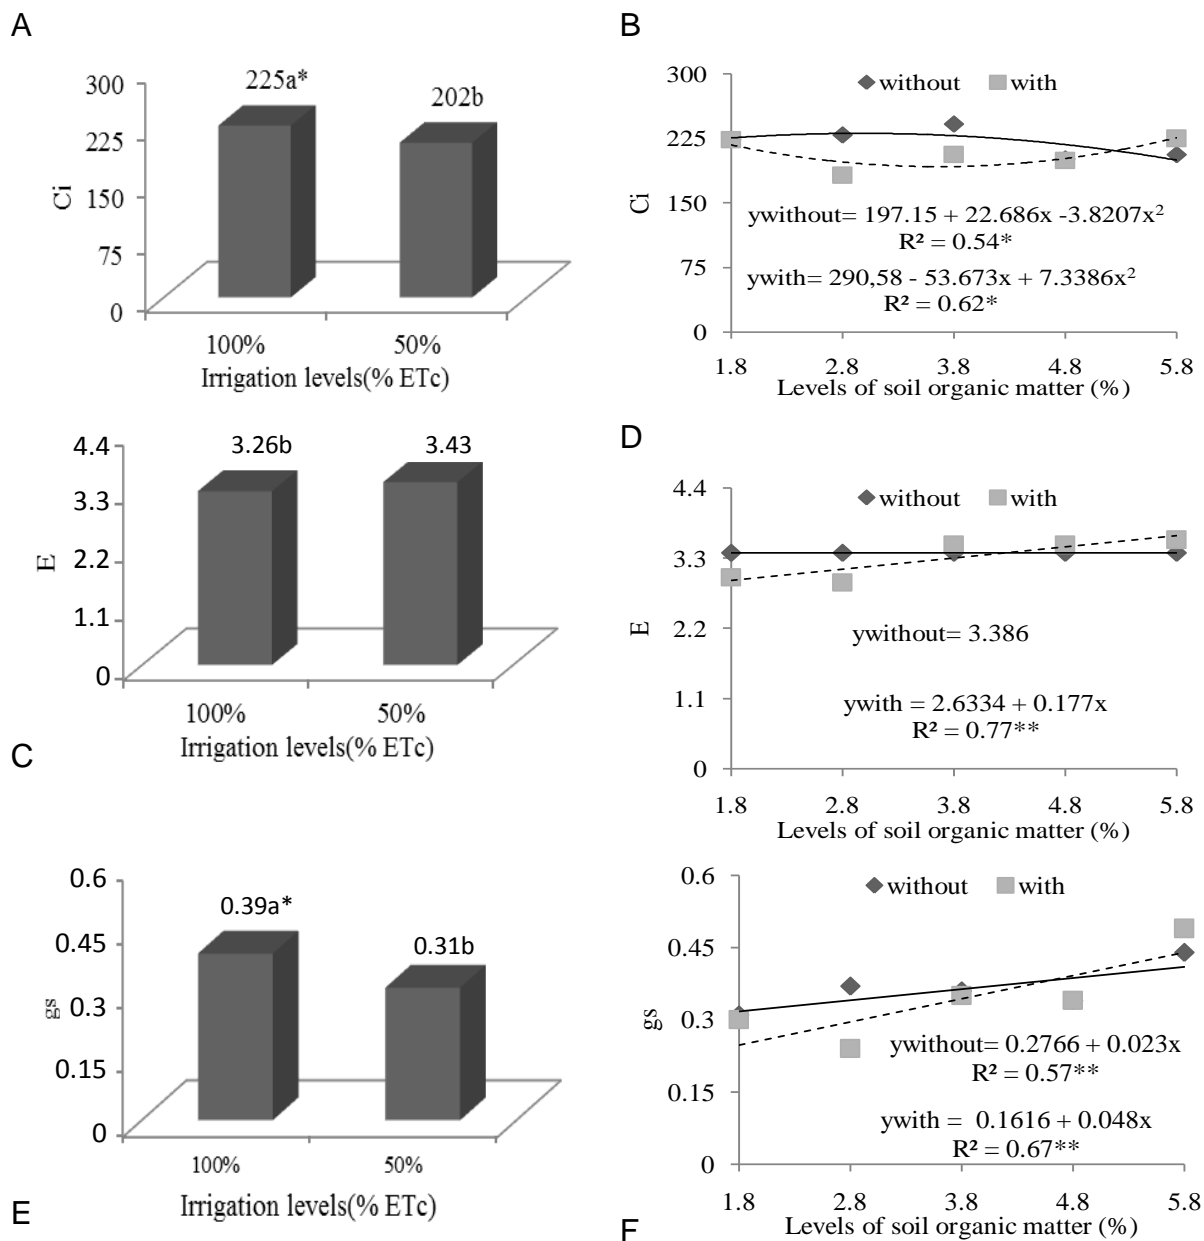 A
300
225
150
75
0
Ci
225a*
202b
100%
50%
Irrigation levels(% ETc)
B
300
225
150
75
0
Ci
without
with
ywithout= 197.15 + 22.686x -3.8207x²
R² = 0.54*
ywith= 290,58 - 53.673x + 7.3386x²
R² = 0.62*
1.8 2.8 3.8 4.8 5.8
Levels of soil organic matter (%)
4.4
3.3
2.2
1.1
0
E
3.26b
3.43
100%
50%
Irrigation levels(% ETc)
C
D
4.4
3.3
2.2
1.1
0
E
without
with
ywithout= 3.386
ywith = 2.6334 + 0.177x
R² = 0.77**
1.8 2.8 3.8 4.8 5.8
Levels of soil organic matter (%)
0.6
0.45
0.3
0.15
0
gs
0.39a*
0.31b
100%
50%
Irrigation levels(% ETc)
E
0.6
0.45
0.3
0.15
0
gs
without
with
ywithout= 0.2766 + 0.023x
R² = 0.57**
ywith = 0.1616 + 0.048x
R² = 0.67**
1.8 2.8 3.8 4.8 5.8
Levels of soil organic matter (%)
F